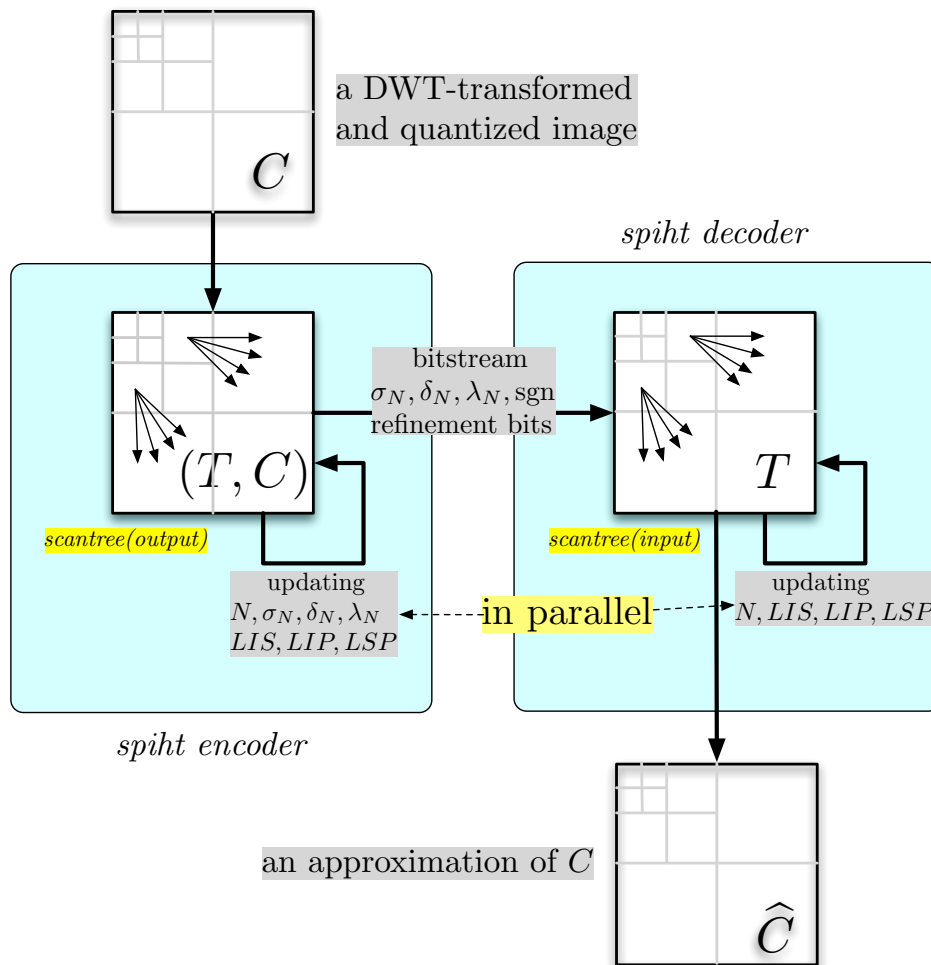 a DWT-transformed
and quantized image
C
spiht decoder
bitstream
σ_N, δ_N, λ_N, sgn
refinement bits
(T, C)
T
scantree(output)
scantree(input)
updating
N, σ_N, δ_N, λ_N
LIS, LIP, LSP
in parallel
updating
N, LIS, LIP, LSP
spiht encoder
an approximation of C
Ĉ